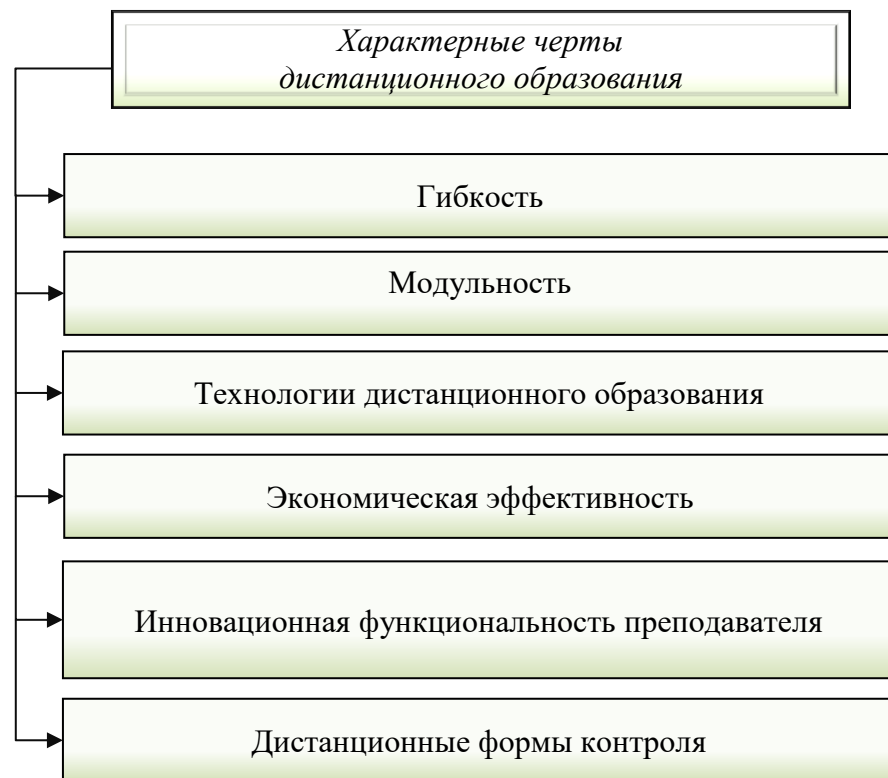 Характерные черты
дистанционного образования
Гибкость
Модульность
Технологии дистанционного образования
Экономическая эффективность
Инновационная функциональность преподавателя
Дистанционные формы контроля